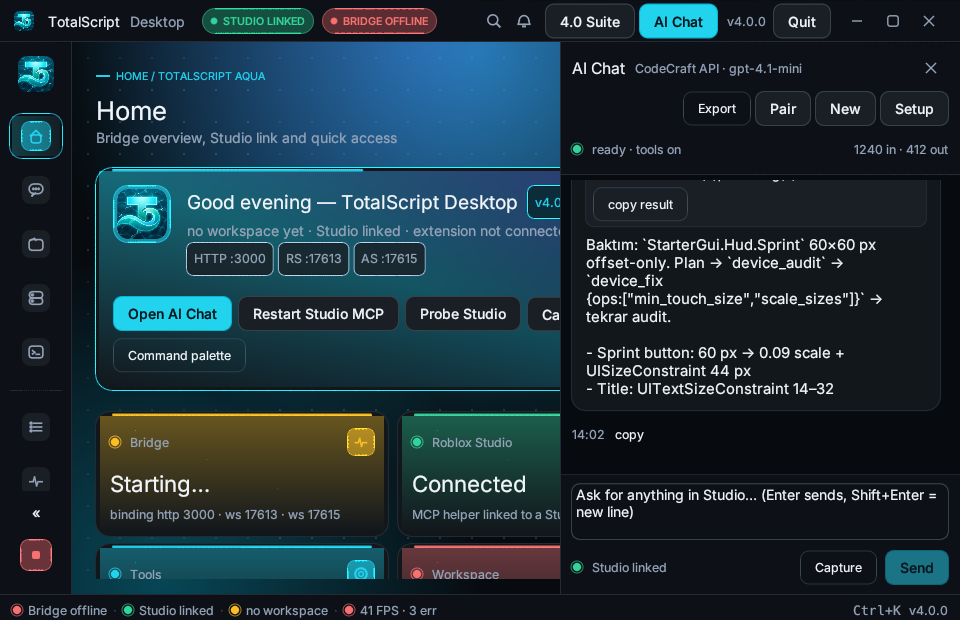 TotalScript Desktop STUDIO LINKED BRIDGE OFFLINE 4.0 Suite AI Chat v4.0.0 Quit
HOME / TOTALSCRIPT AQUA
Home
Bridge overview, Studio link and quick access
Good evening — TotalScript Desktop v4.0
no workspace yet · Studio linked · extension not connecte
HTTP :3000 RS :17613 AS :17615
Open AI Chat Restart Studio MCP Probe Studio Ca
Command palette
Bridge
Starting...
binding http 3000 · ws 17613 · ws 17615
Roblox Studio
Connected
MCP helper linked to a Stu
Tools
Workspace
AI Chat CodeCraft API · gpt-4.1-mini
Export Pair New Setup
ready · tools on 1240 in · 412 out
copy result
Baktım: `StarterGui.Hud.Sprint` 60×60 px
offset-only. Plan → `device_audit` →
`device_fix
{ops:["min_touch_size","scale_sizes"]}` →
tekrar audit.
- Sprint button: 60 px → 0.09 scale +
UISizeConstraint 44 px
- Title: UITextSizeConstraint 14–32
14:02 copy
Ask for anything in Studio... (Enter sends, Shift+Enter =
new line)
Studio linked Capture Send
Bridge offline · Studio linked · no workspace · 41 FPS · 3 err Ctrl+K v4.0.0